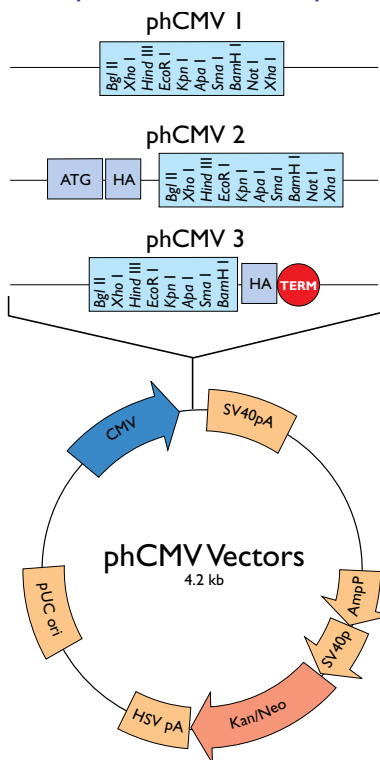 phCMV 1
Bgl II
Xho I
Hind III
EcoR I
Kpn I
Apa I
Sma I
BamH I
Not I
Xha I
phCMV 2
ATG
HA
Bgl II
Xho I
Hind III
EcoR I
Kpn I
Apa I
Sma I
BamH I
Not I
Xha I
phCMV 3
Bgl II
Xho I
Hind III
EcoR I
Kpn I
Apa I
Sma I
BamH I
HA
TERM
CMV
SV40pA
phCMV Vectors
4.2 kb
pUC ori
AmpP
SV40p
HSV pA
Kan/Neo